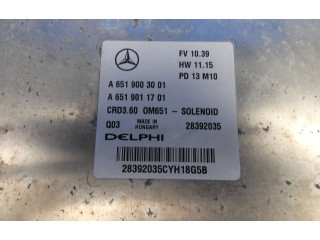 FV 10.39
HW 11.15
PD 13 M10
A 651 900 30 01
A 651 901 17 01
CRD3.60 OM651 - SOLENOID
Q03 MADE IN HUNGARY 28392035
DELPHI
28392035CYH18G5B